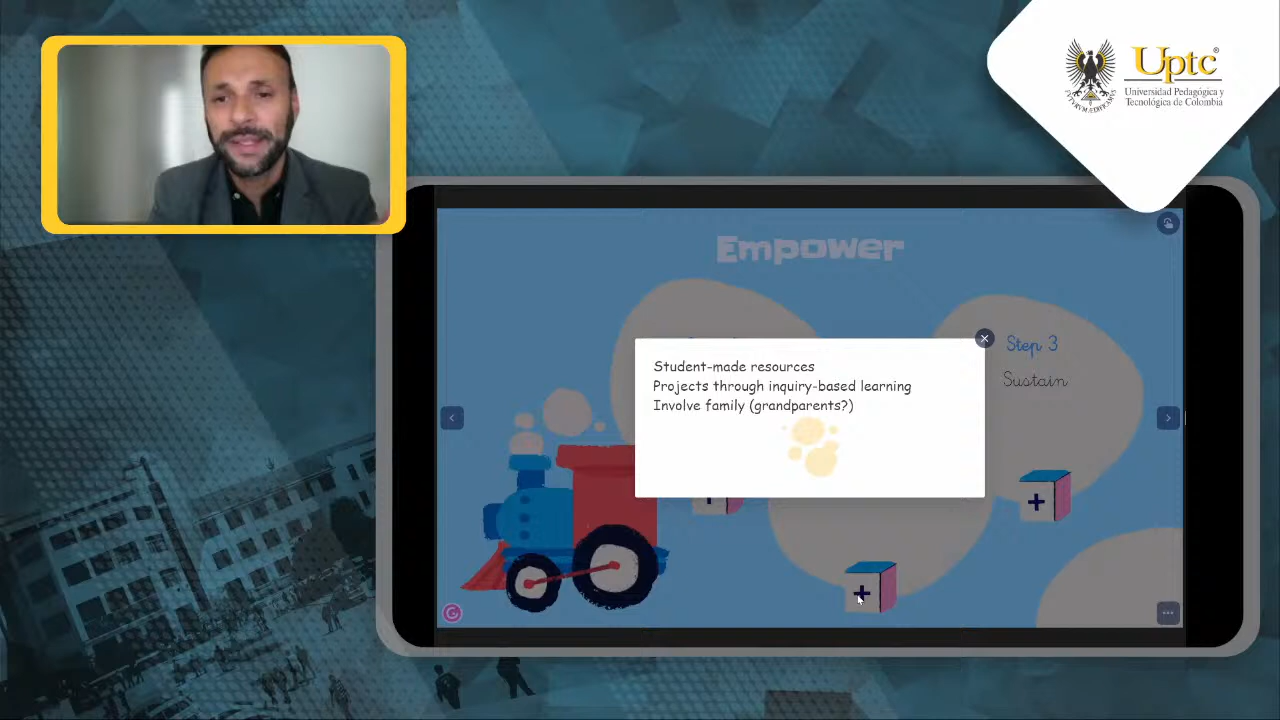 Uptc®
Universidad Pedagógica y
Tecnológica de Colombia
Empower
Student-made resources
Projects through inquiry-based learning
Involve family (grandparents?)
Step 3
Sustain